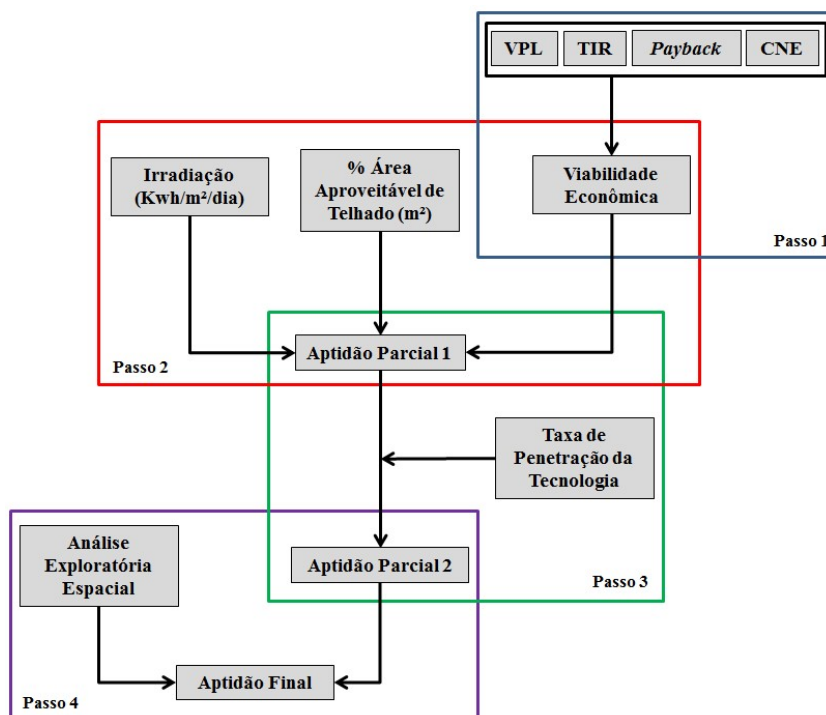 VPL TIR Payback CNE
Irradiação
(Kwh/m²/dia)
% Área
Aproveitável de
Telhado (m²)
Viabilidade
Econômica
Passo 1
Aptidão Parcial 1
Passo 2
Taxa de
Penetração da
Tecnologia
Análise
Exploratória
Espacial
Aptidão Parcial 2
Passo 3
Aptidão Final
Passo 4